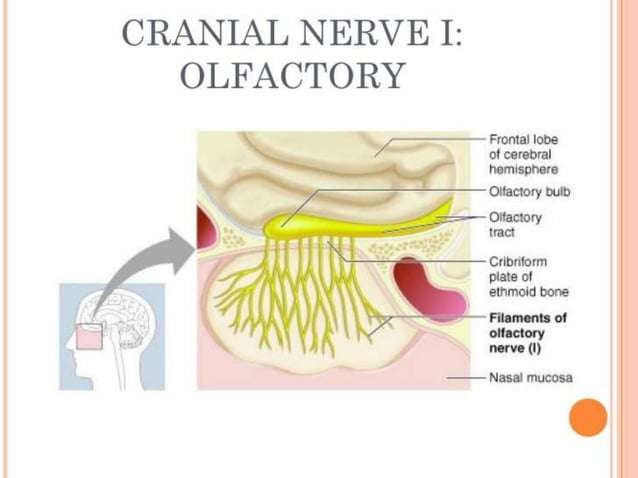 CRANIAL NERVE I:
OLFACTORY
Frontal lobe
of cerebral
hemisphere
Olfactory bulb
Olfactory
tract
Cribriform
plate of
ethmoid bone
Filaments of
olfactory
nerve (I)
Nasal mucosa